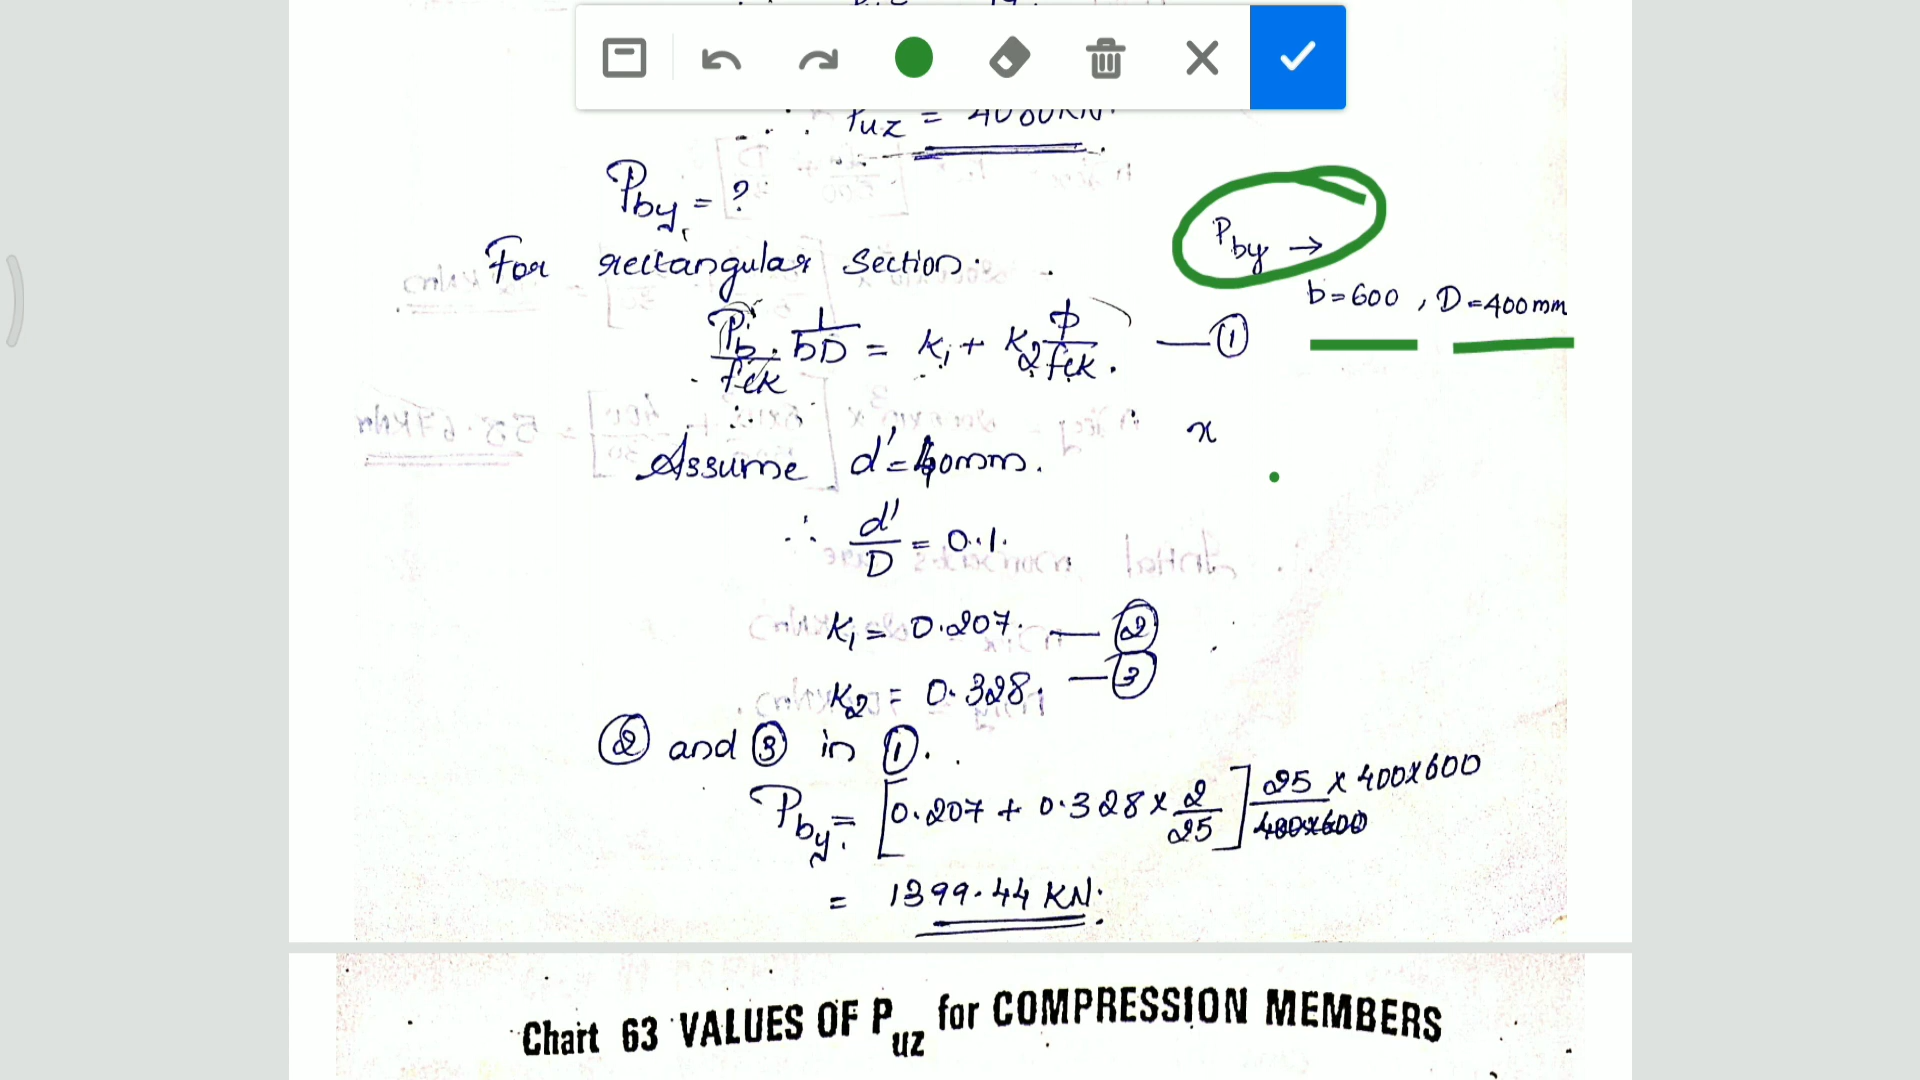 Puz = 4080KN.
Pby = ?
For rectangular Section.
Pby →
b=600 , D=400mm
Pb/fck . 1/bD = K1 + K2 p/fck . — ①
x
Assume d' = 40mm.
∴ d'/D = 0.1.
K1 = 0.207. — ②
K2 = 0.328. — ③
② and ③ in ①.
Pby = [0.207 + 0.328 x 2/25] 25 x 400x600
400x600
= 1399.44 KN.
Chart 63 VALUES OF Puz for COMPRESSION MEMBERS